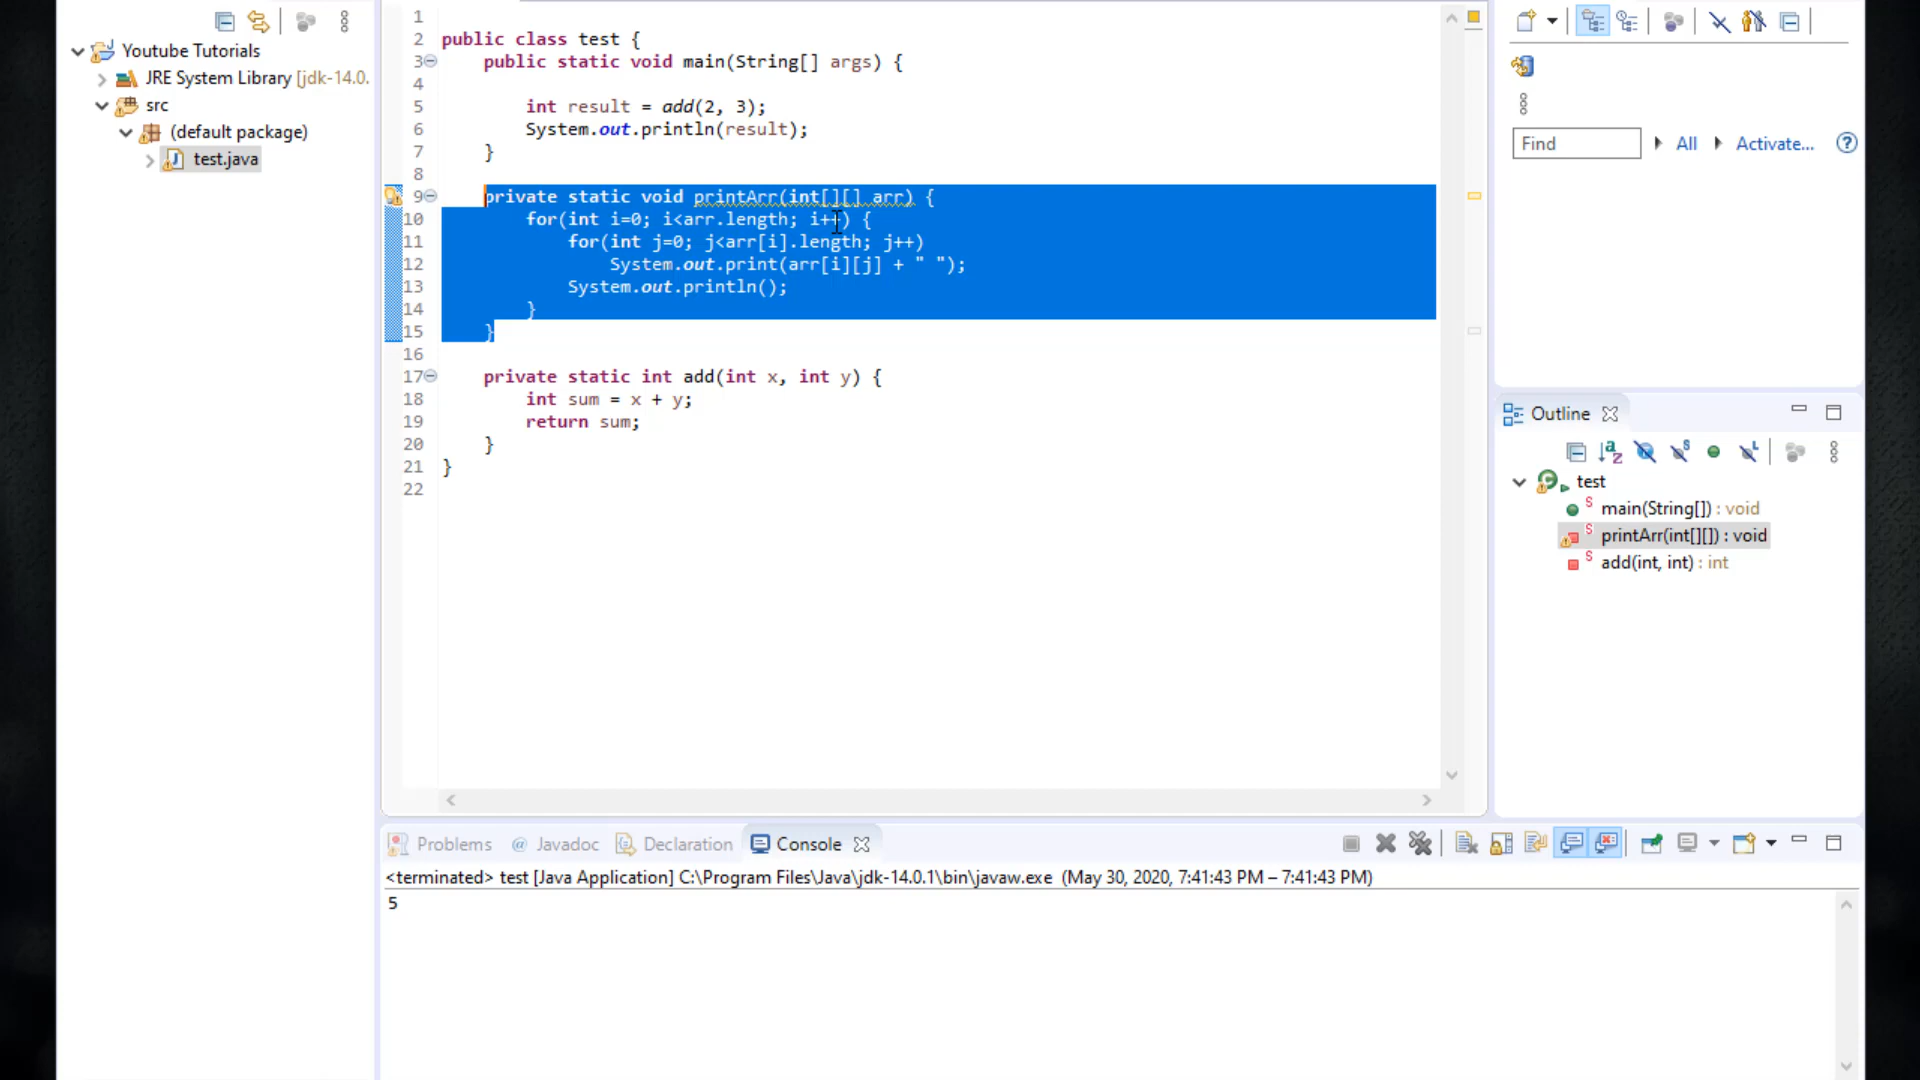 Youtube Tutorials
JRE System Library [jdk-14.0.
src
(default package)
test.java
1
2 public class test {
3 public static void main(String[] args) {
4
5 int result = add(2, 3);
6 System.out.println(result);
7 }
8
9 private static void printArr(int[][] arr) {
10 for(int i=0; i<arr.length; i++) {
11 for(int j=0; j<arr[i].length; j++)
12 System.out.print(arr[i][j] + " ");
13 System.out.println();
14 }
15 }
16
17 private static int add(int x, int y) {
18 int sum = x + y;
19 return sum;
20 }
21 }
22
Find All Activate...
Outline
test
main(String[]) : void
printArr(int[][]) : void
add(int, int) : int
Problems @ Javadoc Declaration Console
<terminated> test [Java Application] C:\Program Files\Java\jdk-14.0.1\bin\javaw.exe (May 30, 2020, 7:41:43 PM – 7:41:43 PM)
5